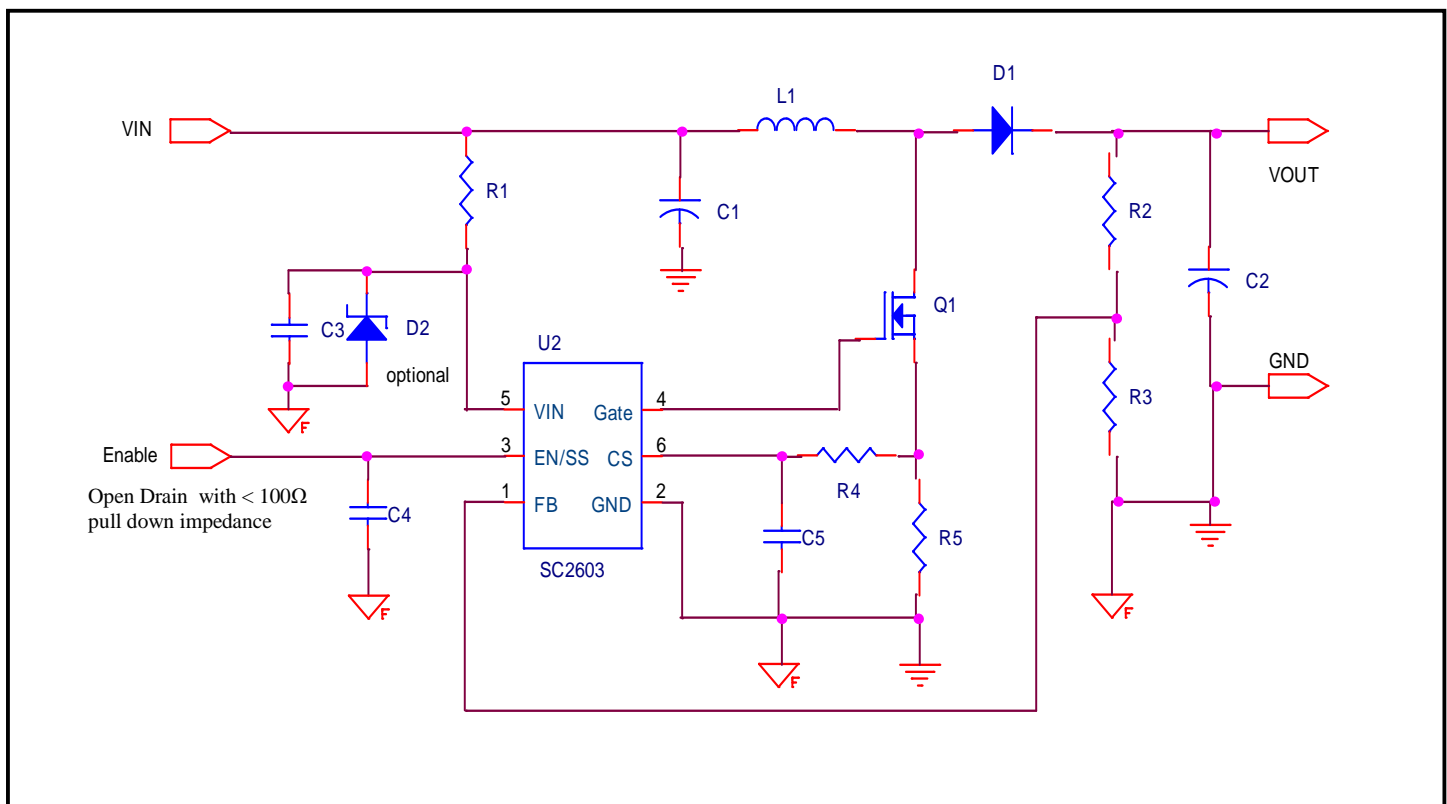 D1
L1
VIN
VOUT
R1
C1
R2
C2
Q1
C3
D2
U2
optional
GND
R3
5
VIN
Gate
4
F
Enable
3
EN/SS
CS
6
R4
Open Drain with < 100Ω
pull down impedance
1
FB
GND
2
C4
C5
R5
SC2603
F
F
F